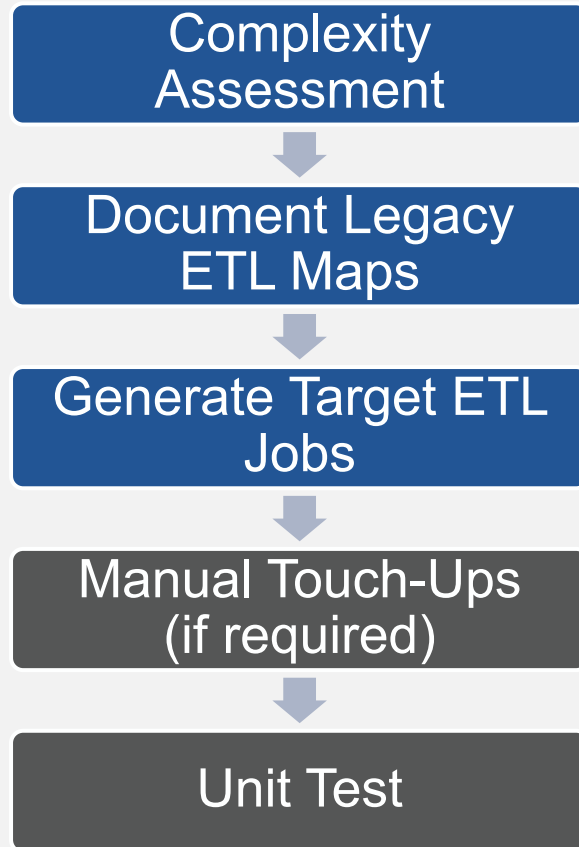 Complexity
Assessment
Document Legacy
ETL Maps
Generate Target ETL
Jobs
Manual Touch-Ups
(if required)
Unit Test